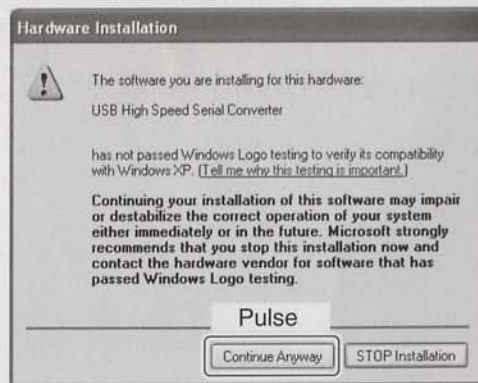 Hardware Installation
The software you are installing for this hardware:
USB High Speed Serial Converter
has not passed Windows Logo testing to verify its compatibility
with Windows XP. (Tell me why this testing is important.)
Continuing your installation of this software may impair
or destabilize the correct operation of your system
either immediately or in the future. Microsoft strongly
recommends that you stop this installation now and
contact the hardware vendor for software that has
passed Windows Logo testing.
Pulse
Continue Anyway
STOP Installation